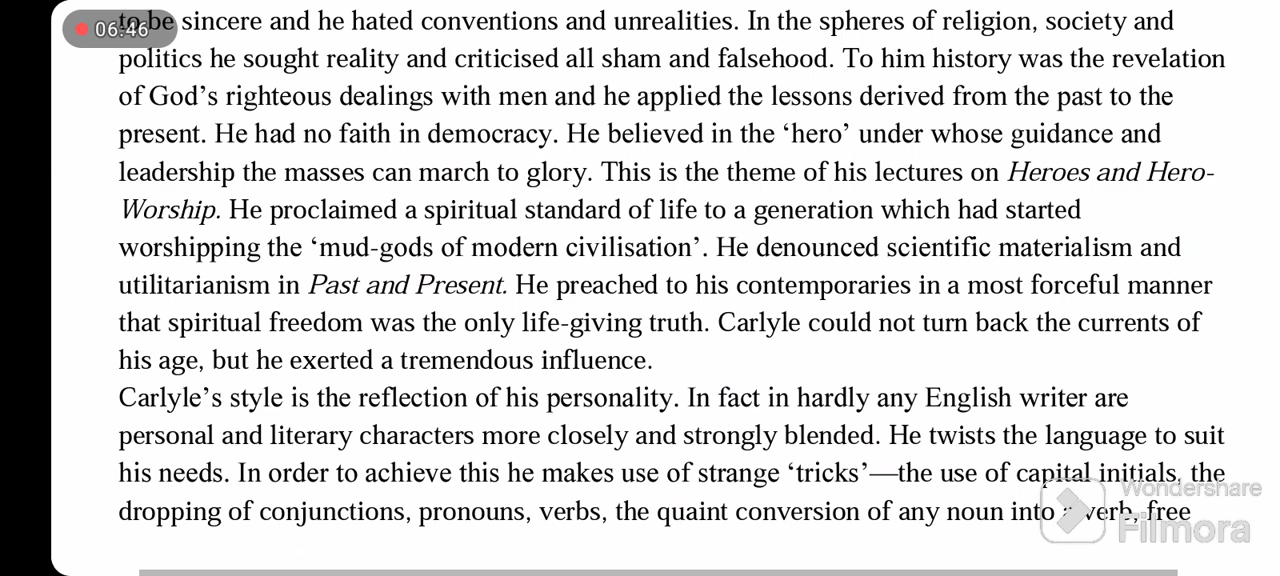 to be sincere and he hated conventions and unrealities. In the spheres of religion, society and
06:46
politics he sought reality and criticised all sham and falsehood. To him history was the revelation
of God’s righteous dealings with men and he applied the lessons derived from the past to the
present. He had no faith in democracy. He believed in the ‘hero’ under whose guidance and
leadership the masses can march to glory. This is the theme of his lectures on Heroes and Hero-
Worship. He proclaimed a spiritual standard of life to a generation which had started
worshipping the ‘mud-gods of modern civilisation’. He denounced scientific materialism and
utilitarianism in Past and Present. He preached to his contemporaries in a most forceful manner
that spiritual freedom was the only life-giving truth. Carlyle could not turn back the currents of
his age, but he exerted a tremendous influence.
Carlyle’s style is the reflection of his personality. In fact in hardly any English writer are
personal and literary characters more closely and strongly blended. He twists the language to suit
his needs. In order to achieve this he makes use of strange ‘tricks’—the use of capital initials, the
dropping of conjunctions, pronouns, verbs, the quaint conversion of any noun into a verb, free
Wondershare
Filmora